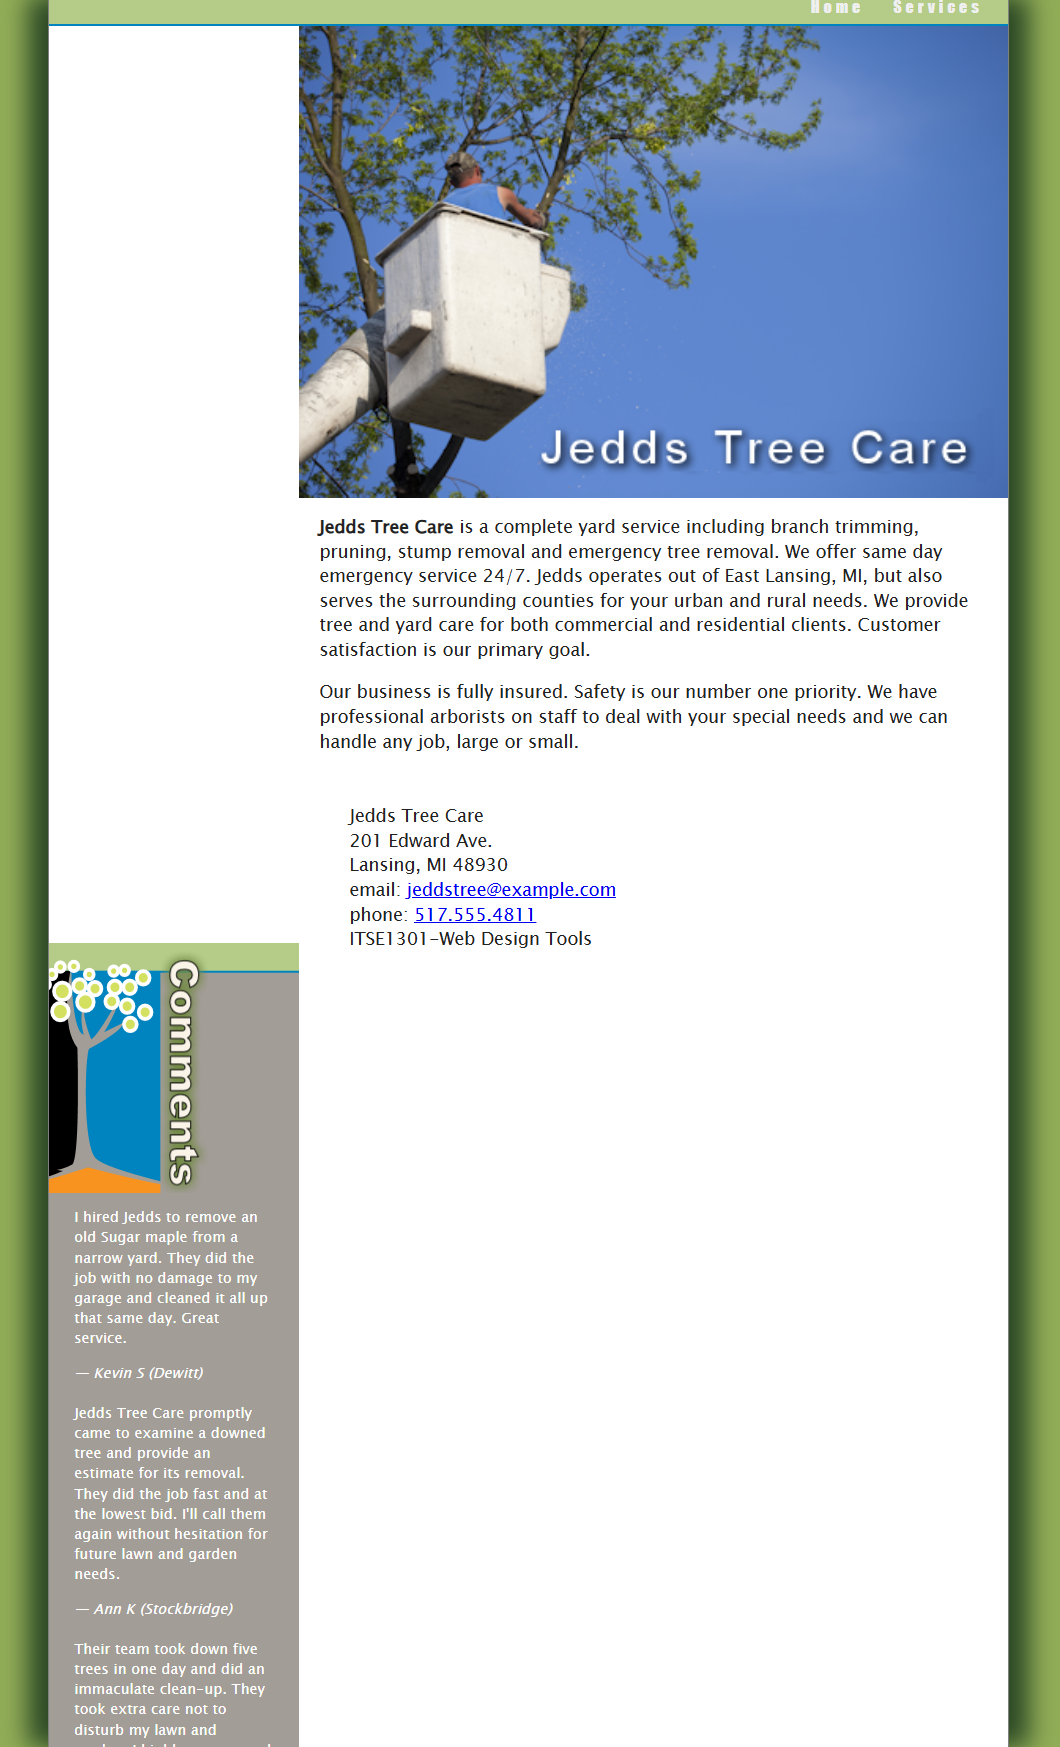 Home Services
Jedds Tree Care
Jedds Tree Care is a complete yard service including branch trimming,
pruning, stump removal and emergency tree removal. We offer same day
emergency service 24/7. Jedds operates out of East Lansing, MI, but also
serves the surrounding counties for your urban and rural needs. We provide
tree and yard care for both commercial and residential clients. Customer
satisfaction is our primary goal.
Our business is fully insured. Safety is our number one priority. We have
professional arborists on staff to deal with your special needs and we can
handle any job, large or small.
Jedds Tree Care
201 Edward Ave.
Lansing, MI 48930
email: jeddstree@example.com
phone: 517.555.4811
ITSE1301-Web Design Tools
Comments
I hired Jedds to remove an
old Sugar maple from a
narrow yard. They did the
job with no damage to my
garage and cleaned it all up
that same day. Great
service.
— Kevin S (Dewitt)
Jedds Tree Care promptly
came to examine a downed
tree and provide an
estimate for its removal.
They did the job fast and at
the lowest bid. I'll call them
again without hesitation for
future lawn and garden
needs.
— Ann K (Stockbridge)
Their team took down five
trees in one day and did an
immaculate clean-up. They
took extra care not to
disturb my lawn and